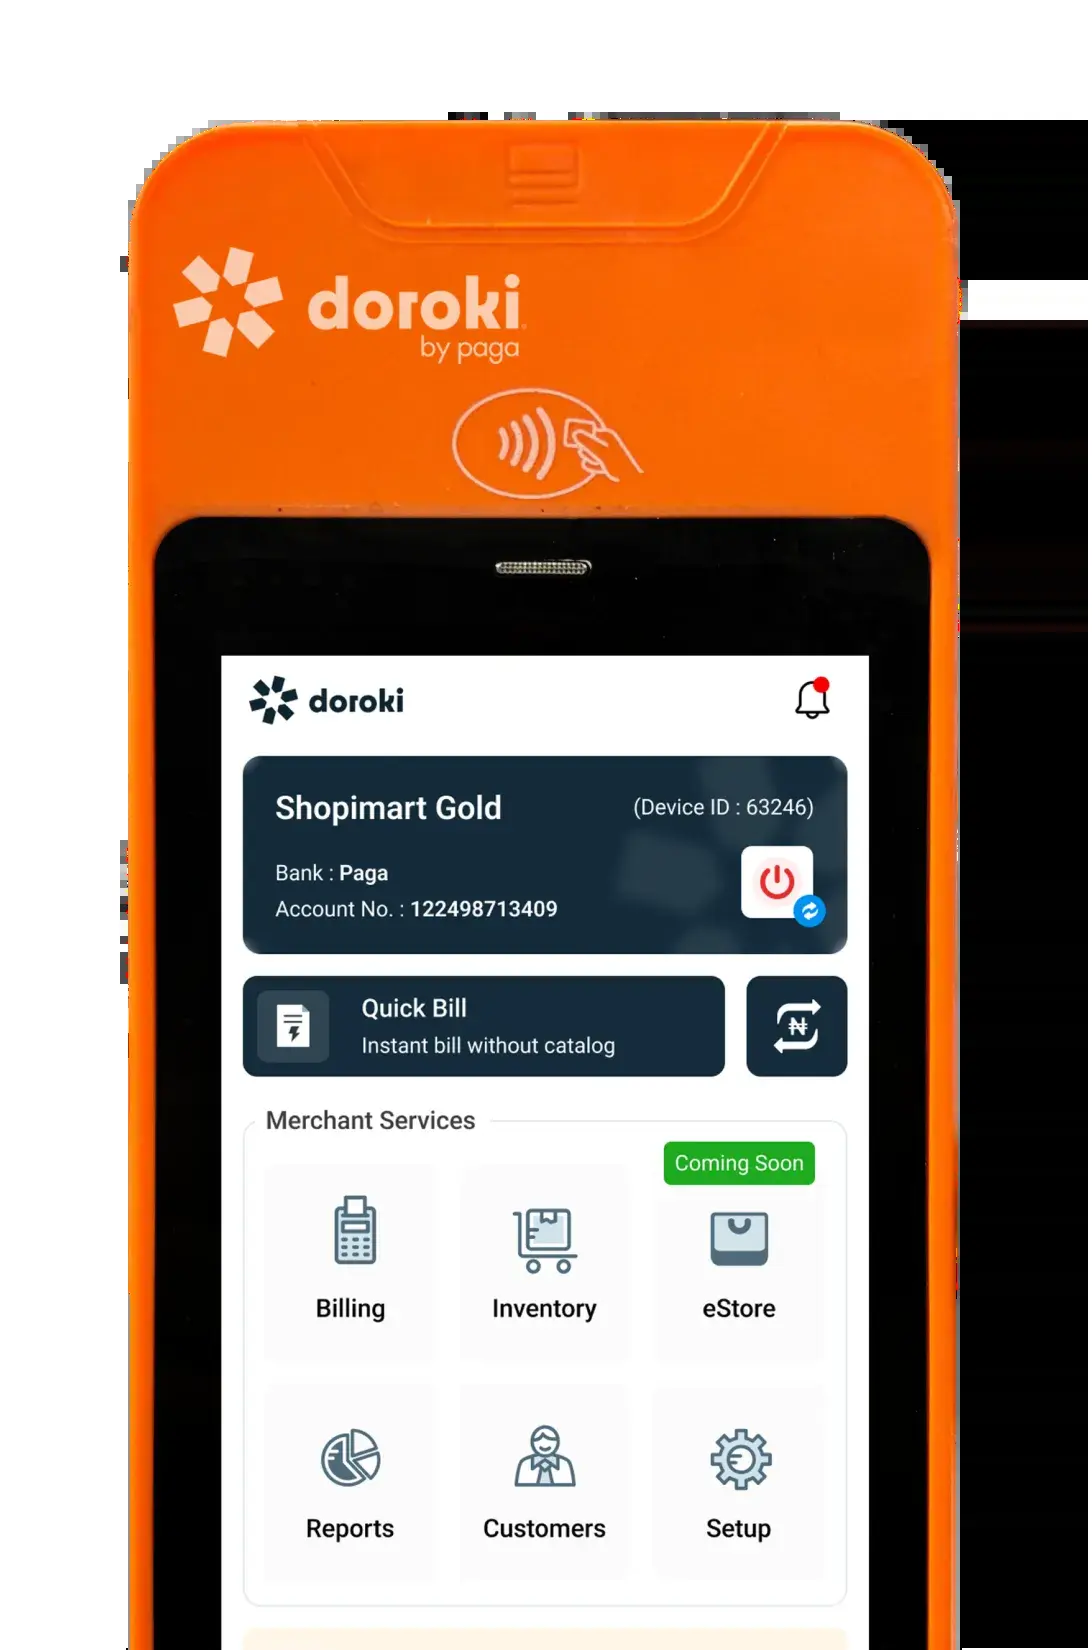 doroki
by paga
doroki
Shopimart Gold
(Device ID : 63246)
Bank : Paga
Account No. : 122498713409
Quick Bill
Instant bill without catalog
₦
Merchant Services
Coming Soon
Billing
Inventory
eStore
Reports
Customers
Setup